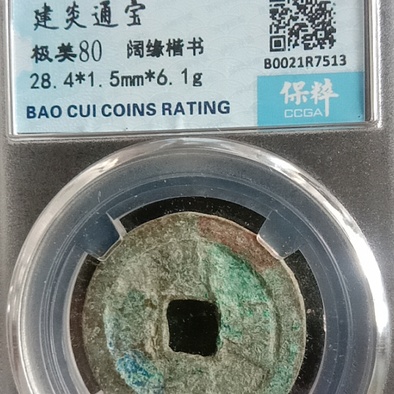 建炎通宝
极美80 阔缘楷书
28.4*1.5mm*6.1g
B0021R7513
BAO CUI COINS RATING
保粹
CCGA